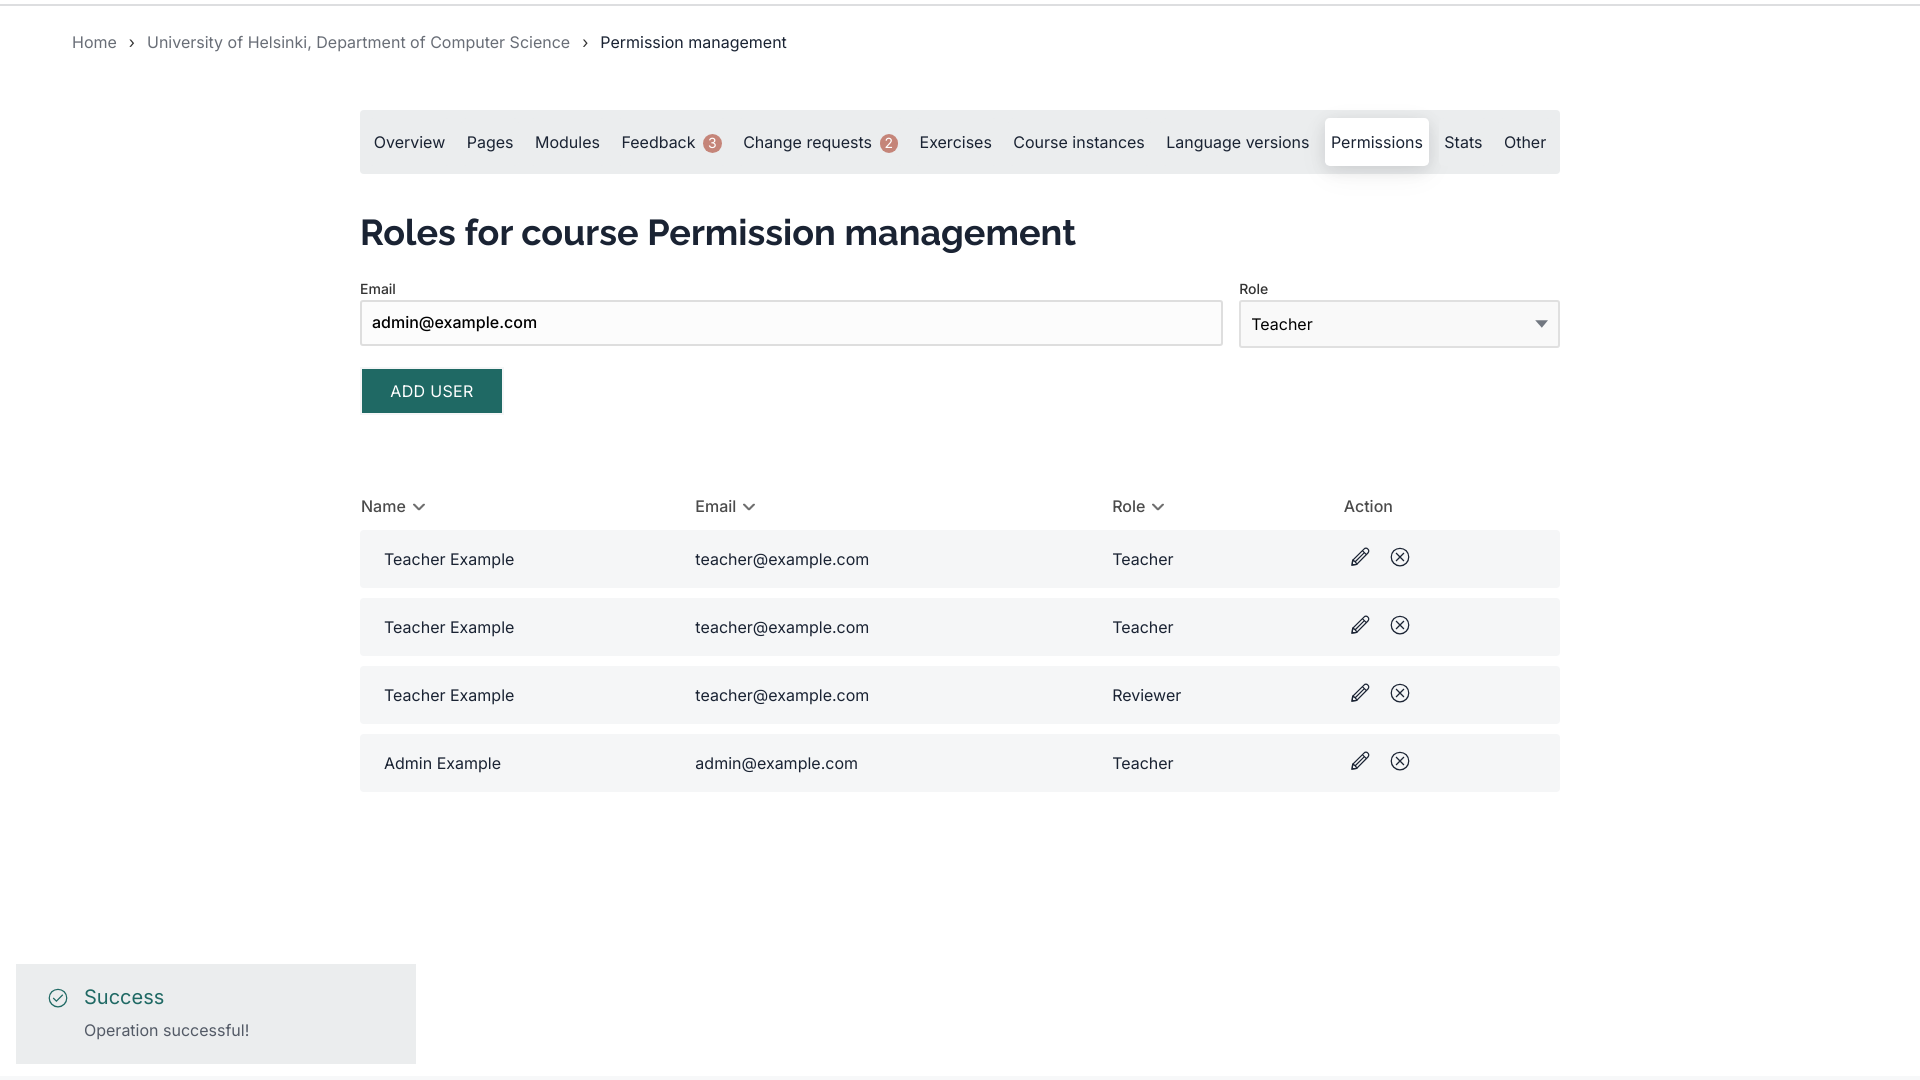 Home › University of Helsinki, Department of Computer Science › Permission management
Overview Pages Modules Feedback 3 Change requests 2 Exercises Course instances Language versions Permissions Stats Other
Roles for course Permission management
Email Role
admin@example.com Teacher
ADD USER
Name Email Role Action
Teacher Example teacher@example.com Teacher
Teacher Example teacher@example.com Teacher
Teacher Example teacher@example.com Reviewer
Admin Example admin@example.com Teacher
Success
Operation successful!